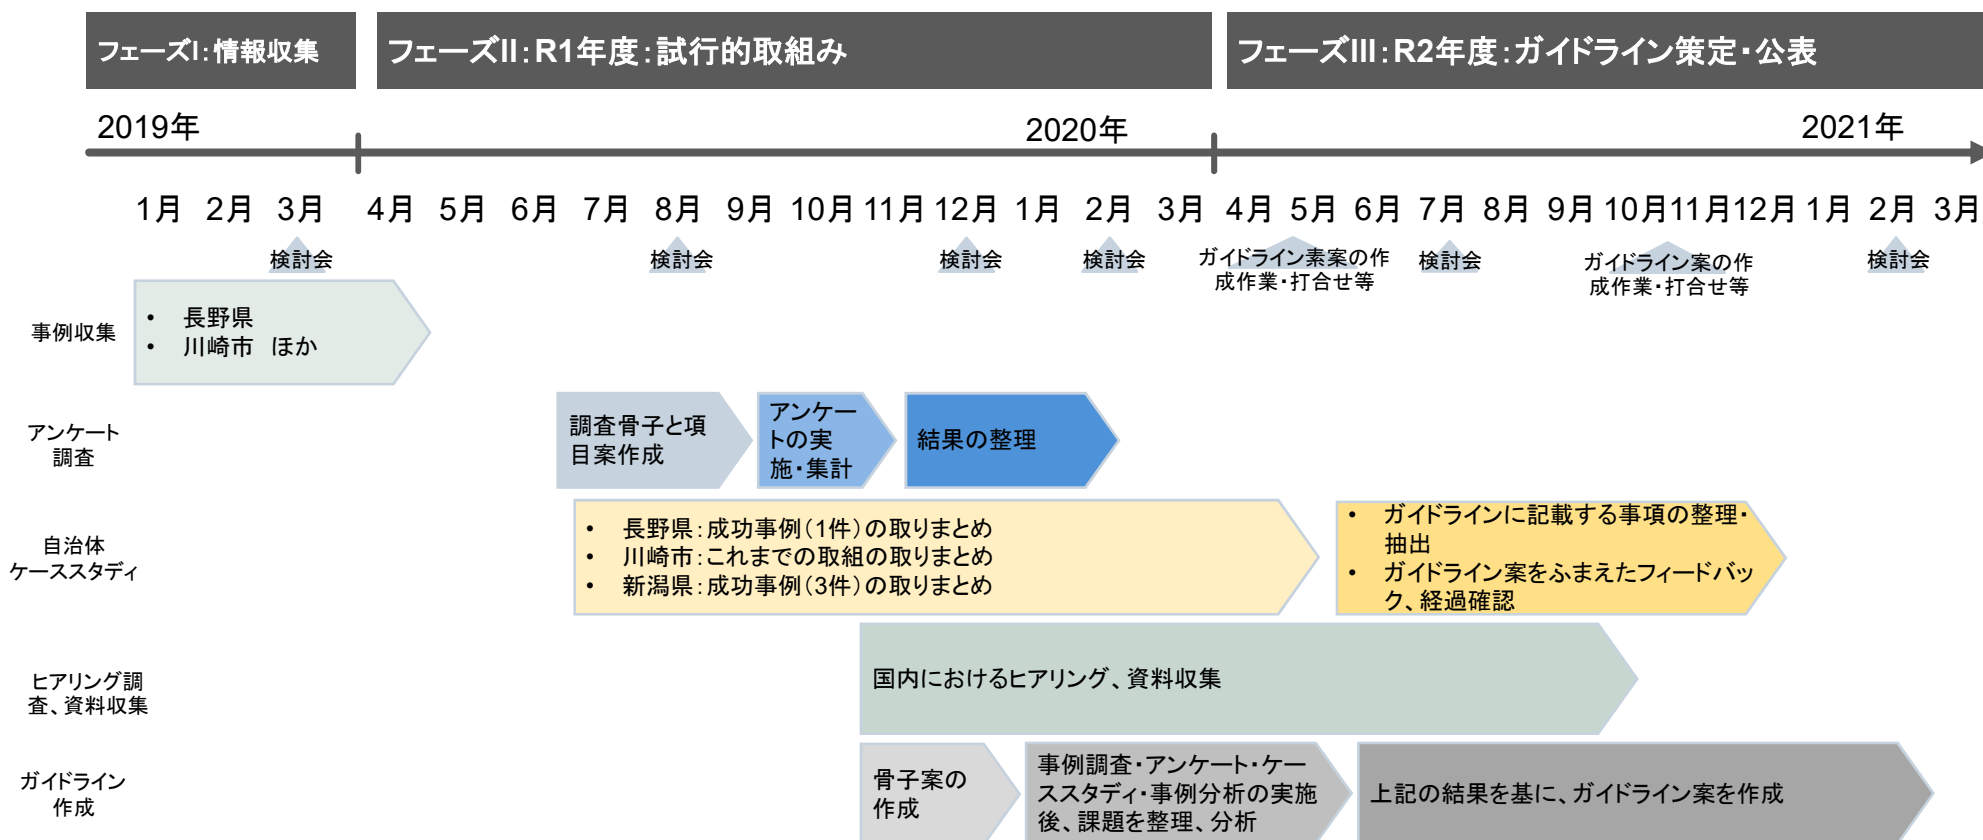 フェーズI：情報収集
フェーズII：R1年度：試行的取組み
フェーズIII：R2年度：ガイドライン策定・公表
2019年
2020年
2021年
1月 2月 3月 4月 5月 6月 7月 8月 9月 10月 11月 12月 1月 2月 3月 4月 5月 6月 7月 8月 9月 10月 11月 12月 1月 2月 3月
検討会
検討会
検討会
検討会
ガイドライン素案の作
成作業・打合せ等
検討会
ガイドライン案の作
成作業・打合せ等
検討会
事例収集
• 長野県
• 川崎市　ほか
アンケート
調査
調査骨子と項
目案作成
アンケー
トの実
施・集計
結果の整理
自治体
ケーススタディ
• 長野県：成功事例（1件）の取りまとめ
• 川崎市：これまでの取組の取りまとめ
• 新潟県：成功事例（3件）の取りまとめ
• ガイドラインに記載する事項の整理・
抽出
• ガイドライン案をふまえたフィードバッ
ク、経過確認
ヒアリング調
査、資料収集
国内におけるヒアリング、資料収集
ガイドライン
作成
骨子案の
作成
事例調査・アンケート・ケー
ススタディ・事例分析の実施
後、課題を整理、分析
上記の結果を基に、ガイドライン案を作成